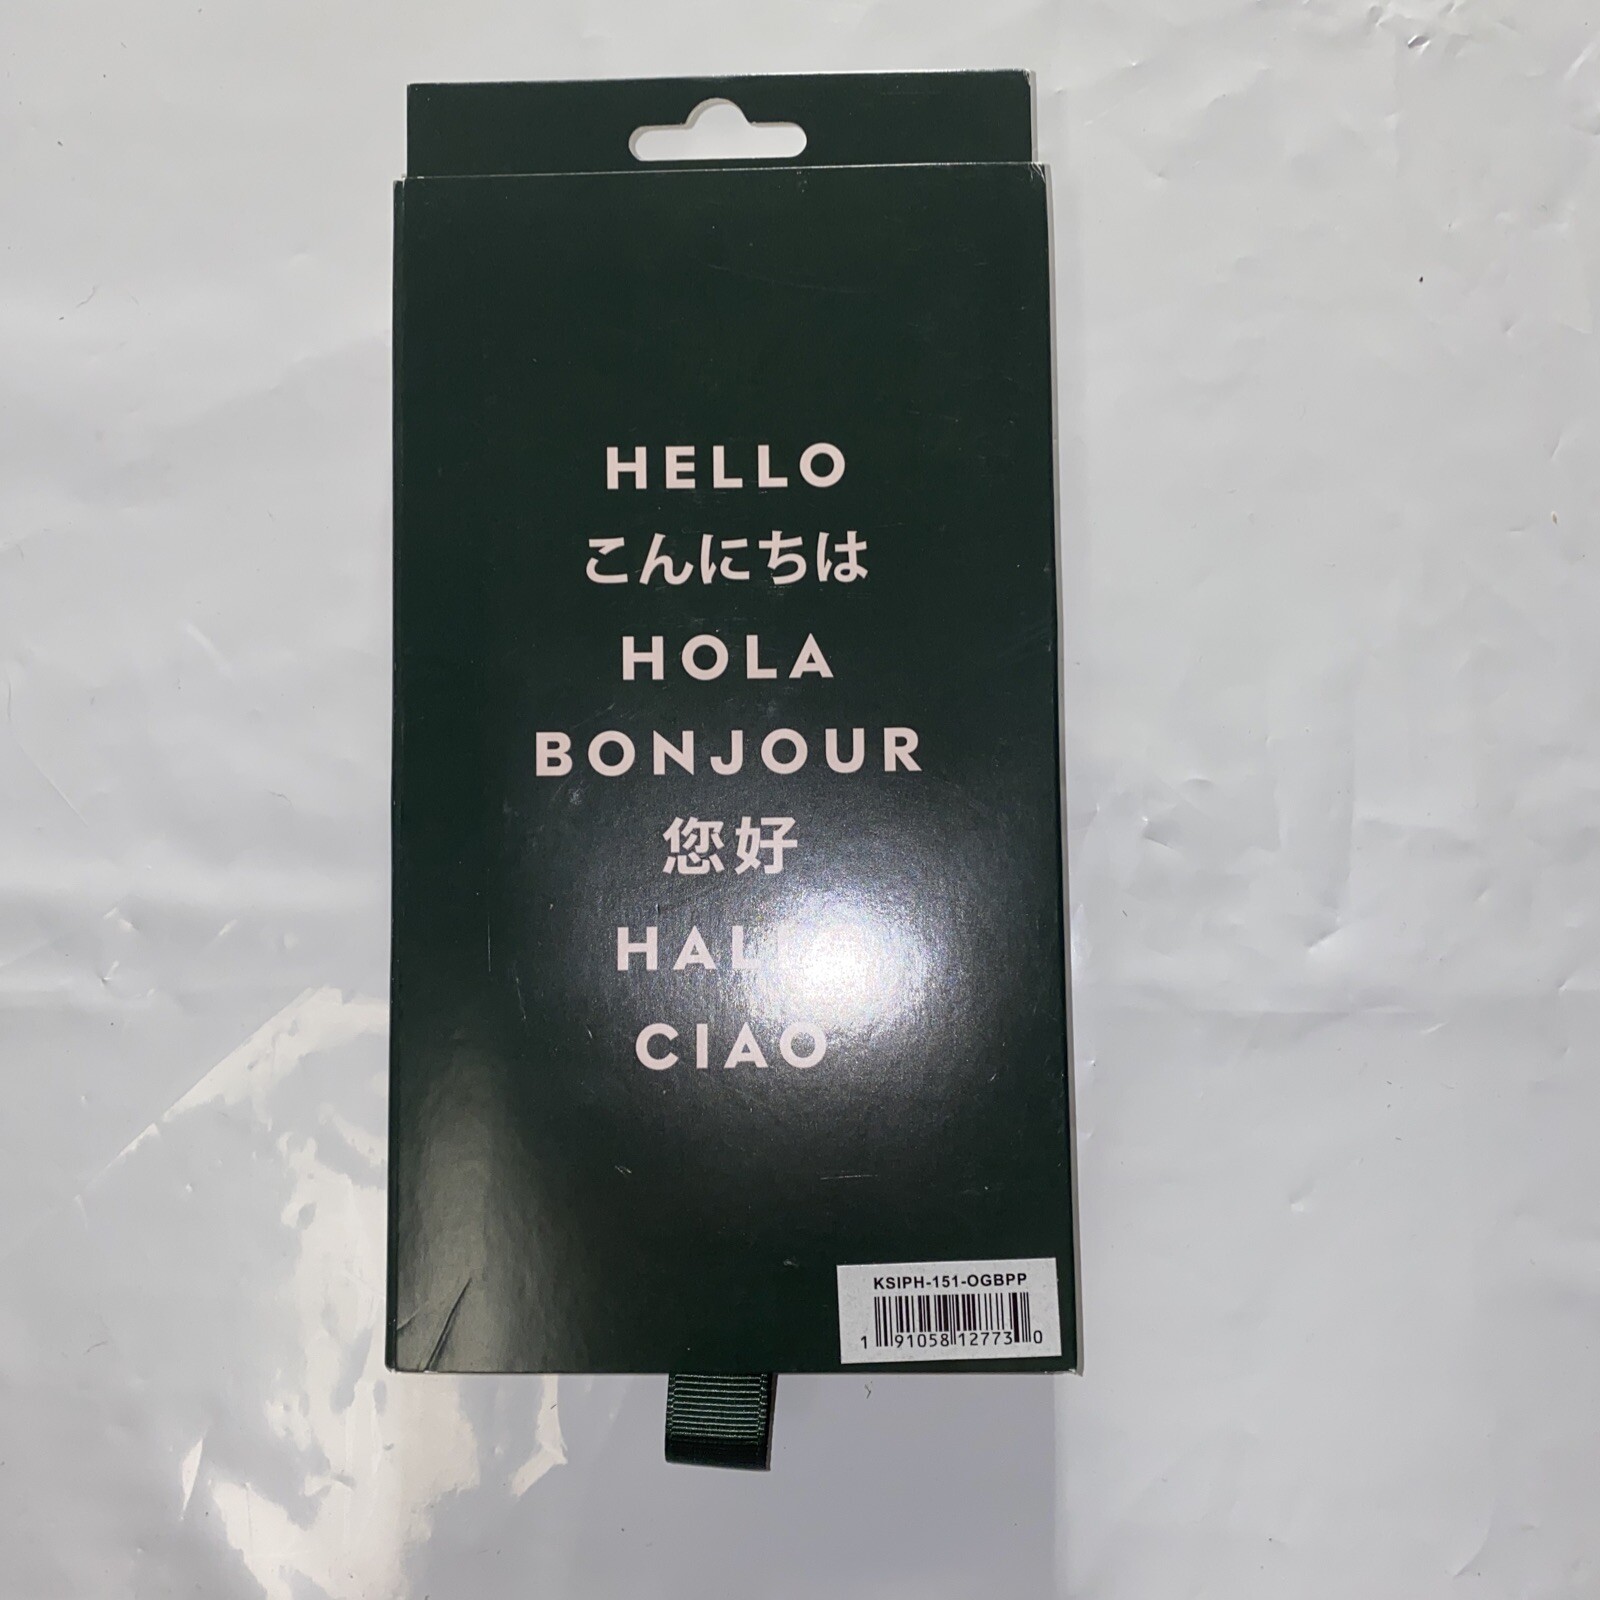 HELLO
こんにちは
HOLA
BONJOUR
您好
CIAO
KSIPH-151-OGBPP
1 91058 12773 0